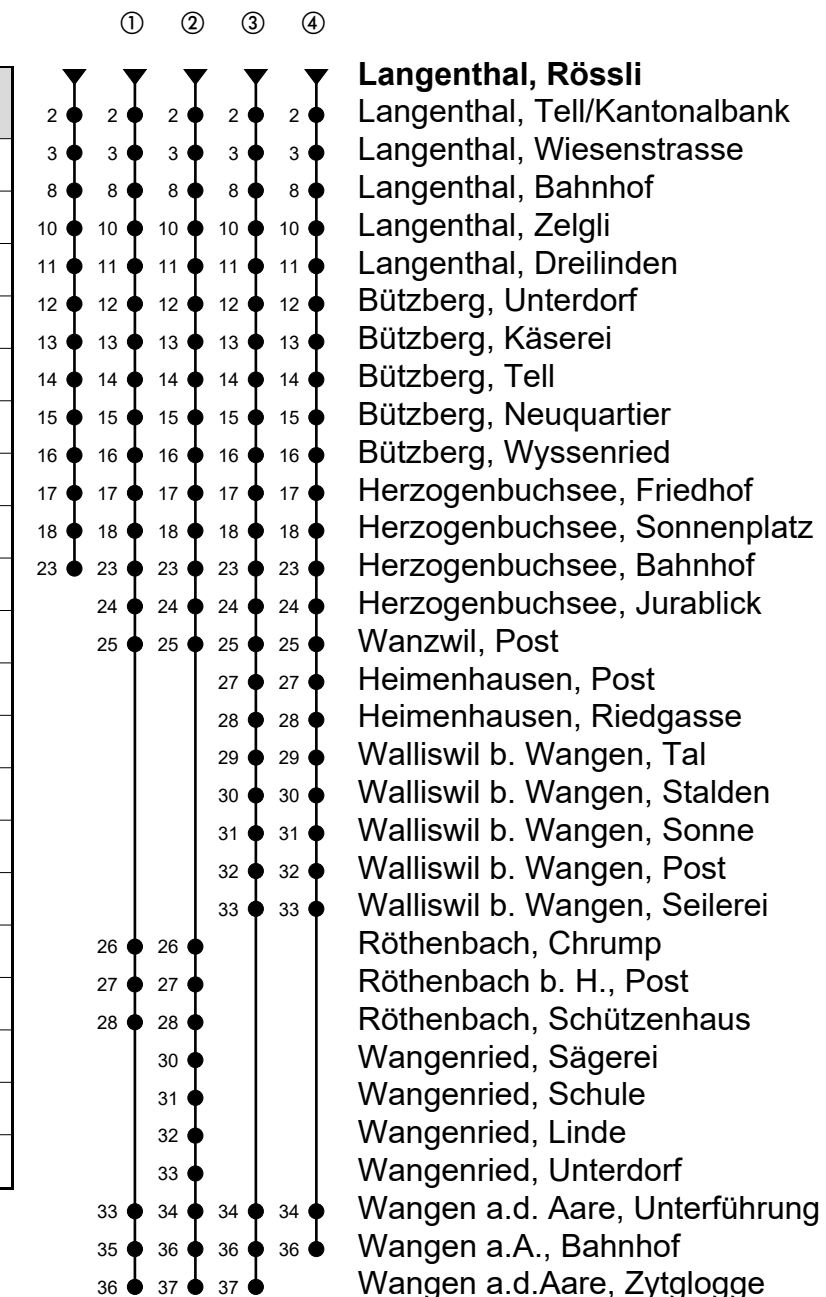 ① ② ③ ④
Langenthal, Rössli
2 2 2 2 2 Langenthal, Tell/Kantonalbank
3 3 3 3 3 Langenthal, Wiesenstrasse
8 8 8 8 8 Langenthal, Bahnhof
10 10 10 10 10 Langenthal, Zelgli
11 11 11 11 11 Langenthal, Dreilinden
12 12 12 12 12 Bützberg, Unterdorf
13 13 13 13 13 Bützberg, Käserei
14 14 14 14 14 Bützberg, Tell
15 15 15 15 15 Bützberg, Neuquartier
16 16 16 16 16 Bützberg, Wyssenried
17 17 17 17 17 Herzogenbuchsee, Friedhof
18 18 18 18 18 Herzogenbuchsee, Sonnenplatz
23 23 23 23 23 Herzogenbuchsee, Bahnhof
24 24 24 24 Herzogenbuchsee, Jurablick
25 25 25 25 Wanzwil, Post
27 27 Heimenhausen, Post
28 28 Heimenhausen, Riedgasse
29 29 Walliswil b. Wangen, Tal
30 30 Walliswil b. Wangen, Stalden
31 31 Walliswil b. Wangen, Sonne
32 32 Walliswil b. Wangen, Post
33 33 Walliswil b. Wangen, Seilerei
26 26 Röthenbach, Chrump
27 27 Röthenbach b. H., Post
28 28 Röthenbach, Schützenhaus
30 Wangenried, Sägerei
31 Wangenried, Schule
32 Wangenried, Linde
33 Wangenried, Unterdorf
33 34 34 34 Wangen a.d. Aare, Unterführung
35 36 36 36 Wangen a.A., Bahnhof
36 37 37 Wangen a.d.Aare, Zytglogge